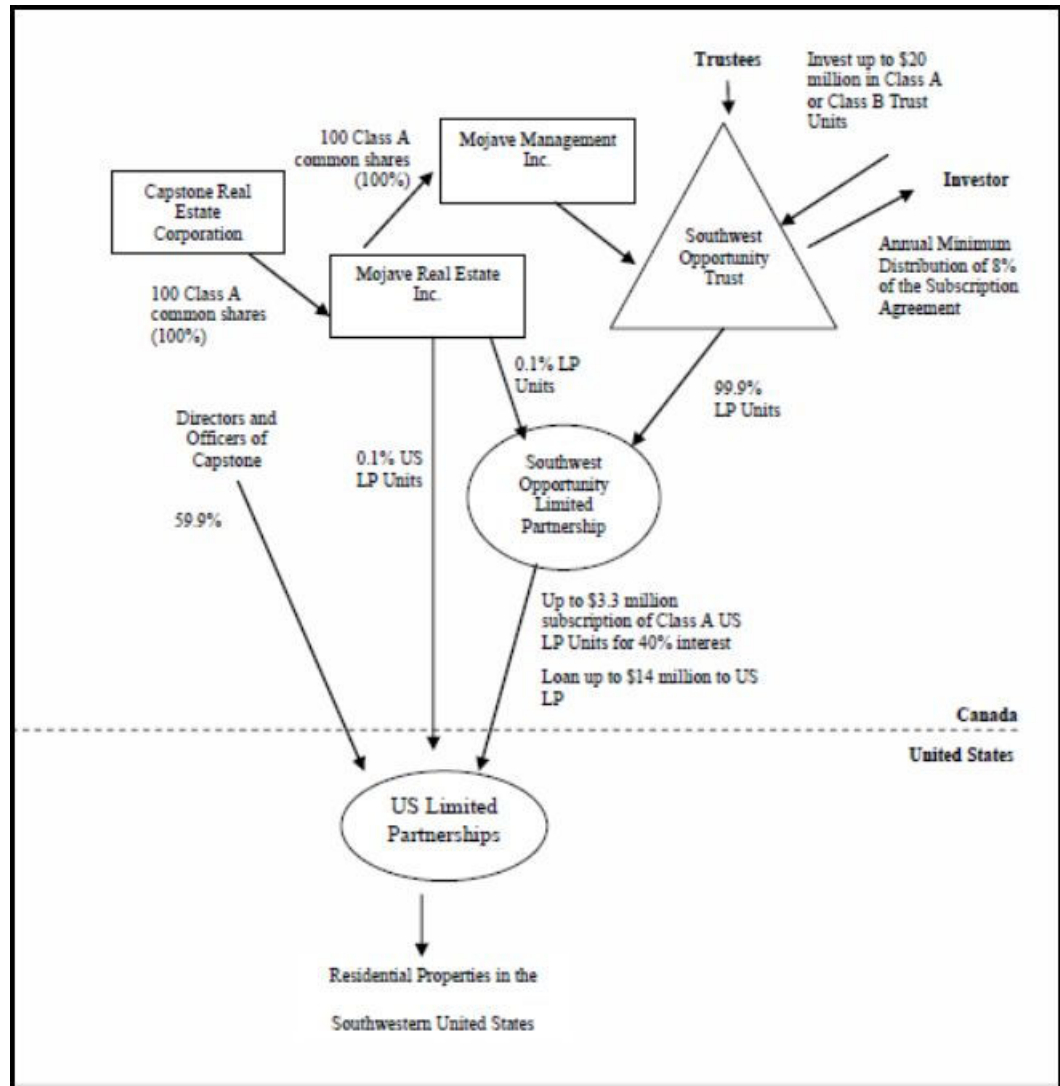 Trustees
Invest up to $20
million in Class A
or Class B Trust
Units
100 Class A
common shares
(100%)
Mojave Management
Inc.
Investor
Capstone Real
Estate
Corporation
Southwest
Opportunity
Trust
Annual Minimum
Distribution of 8%
of the Subscription
Agreement
Mojave Real Estate
Inc.
100 Class A
common shares
(100%)
0.1% LP
Units
99.9%
LP Units
Directors and
Officers of
Capstone
0.1% US
LP Units
Southwest
Opportunity
Limited
Partnership
59.9%
Up to $3.3 million
subscription of Class A US
LP Units for 40% interest
Loan up to $14 million to US
LP
Canada
United States
US Limited
Partnerships
Residential Properties in the
Southwestern United States